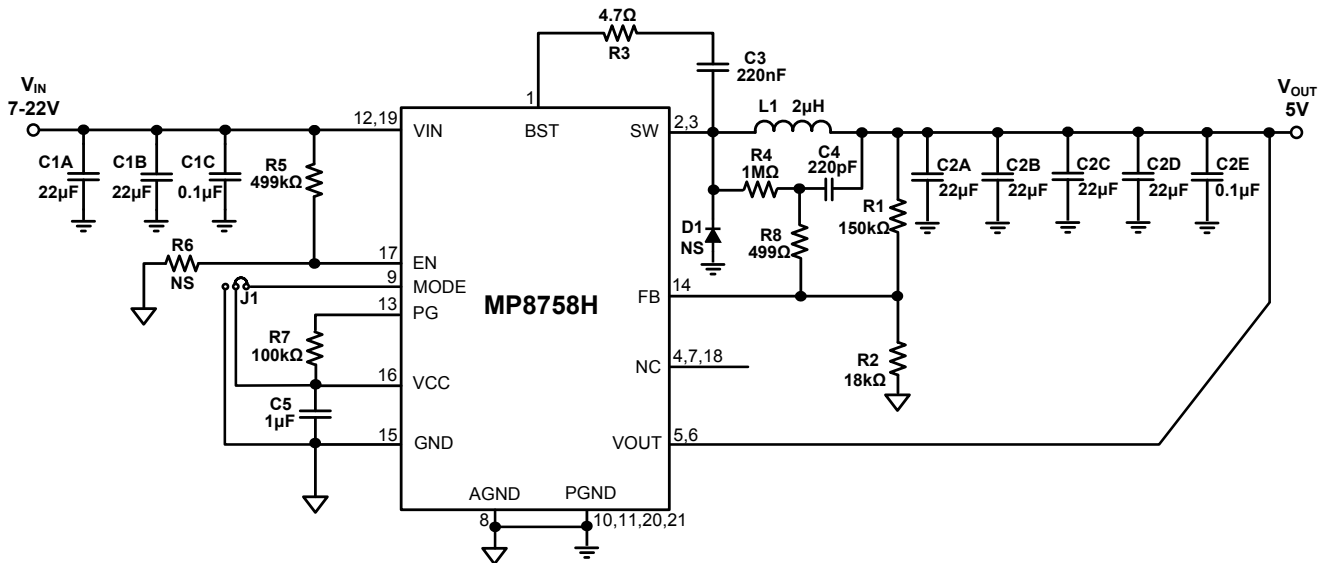 4.7Ω
R3
C3
220nF
VIN
7-22V
1
12,19
VIN
BST
SW
2,3
L1 2µH
VOUT
5V
C1A
22µF
C1B
22µF
C1C
0.1µF
R5
499kΩ
R4
1MΩ
C4
220pF
D1
NS
R8
499Ω
R1
150kΩ
C2A
22µF
C2B
22µF
C2C
22µF
C2D
22µF
C2E
0.1µF
R6
NS
17
EN
9
MODE
J1
13
PG
MP8758H
FB
14
R7
100kΩ
NC
4,7,18
R2
18kΩ
16
VCC
C5
1µF
15
GND
VOUT
5,6
AGND
PGND
8
10,11,20,21